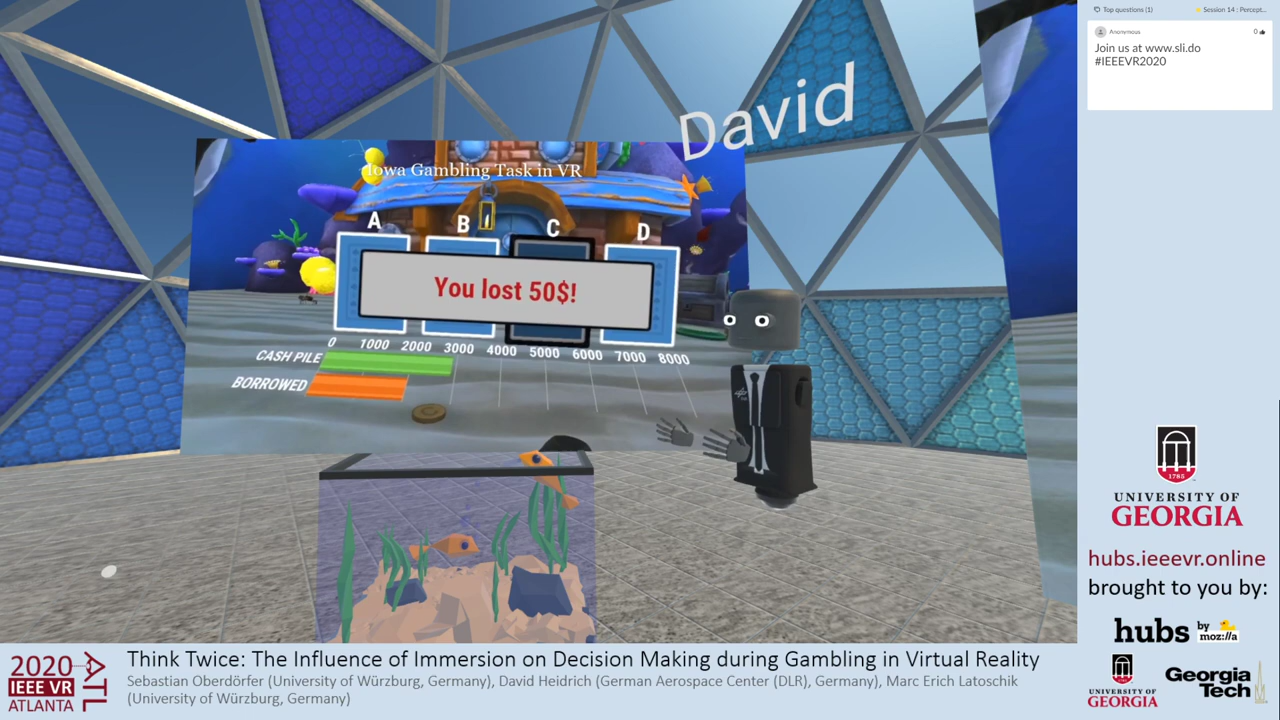 Top questions (1)
Session 14 : Percept...
Anonymous
0
Join us at www.sli.do
#IEEEVR2020
David
Iowa Gambling Task in VR
A
B
C
D
You lost 50$!
0 1000 2000 3000 4000 5000 6000 7000 8000
CASH PILE
BORROWED
1785
UNIVERSITY OF
GEORGIA
hubs.ieeevr.online
brought to you by:
hubs by
moz://a
UNIVERSITY OF
GEORGIA
Georgia
Tech
2020
IEEE VR
ATLANTA
ATL
Think Twice: The Influence of Immersion on Decision Making during Gambling in Virtual Reality
Sebastian Oberdörfer (University of Würzburg, Germany), David Heidrich (German Aerospace Center (DLR), Germany), Marc Erich Latoschik
(University of Würzburg, Germany)